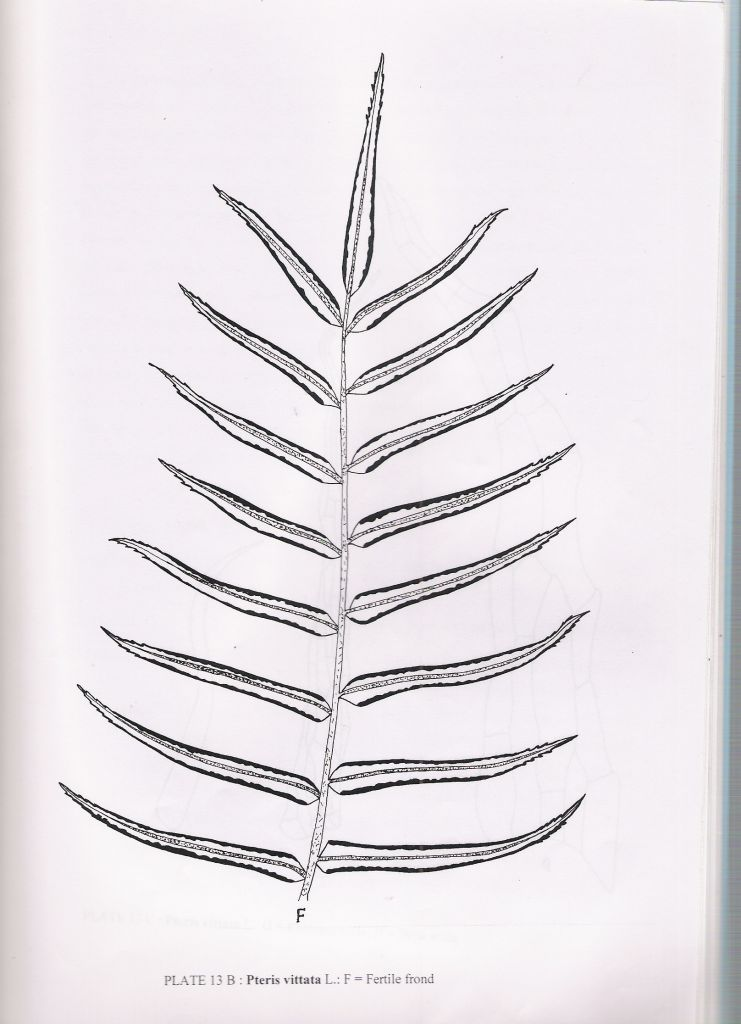 F
PLATE 13 B : Pteris vittata L.: F = Fertile frond